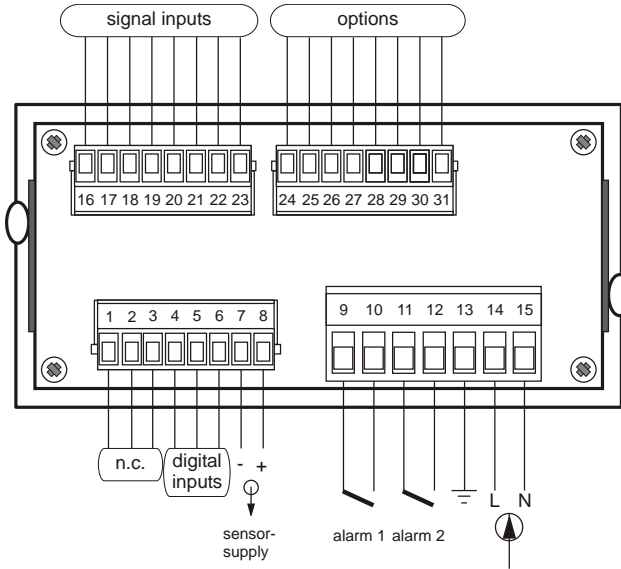 signal inputs
options
16 17 18 19 20 21 22 23
24 25 26 27 28 29 30 31
1 2 3 4 5 6 7 8
9 10 11 12 13 14 15
n.c.
digital
inputs
- +
sensor-
supply
alarm 1 alarm 2
L N